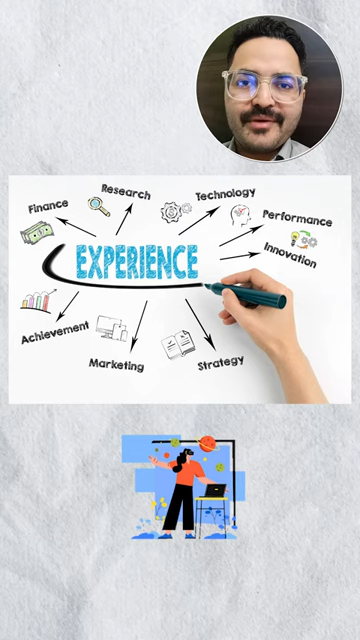 Finance
Research
Technology
Performance
Innovation
EXPERIENCE
Achievement
Marketing
Strategy